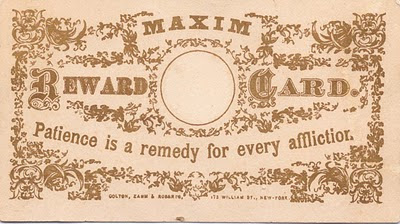 MAXIM
REWARD CARD.
Patience is a remedy for every affliction.
COLTON, ZAHM & ROBERTS, 172 WILLIAM ST., NEW-YORK.